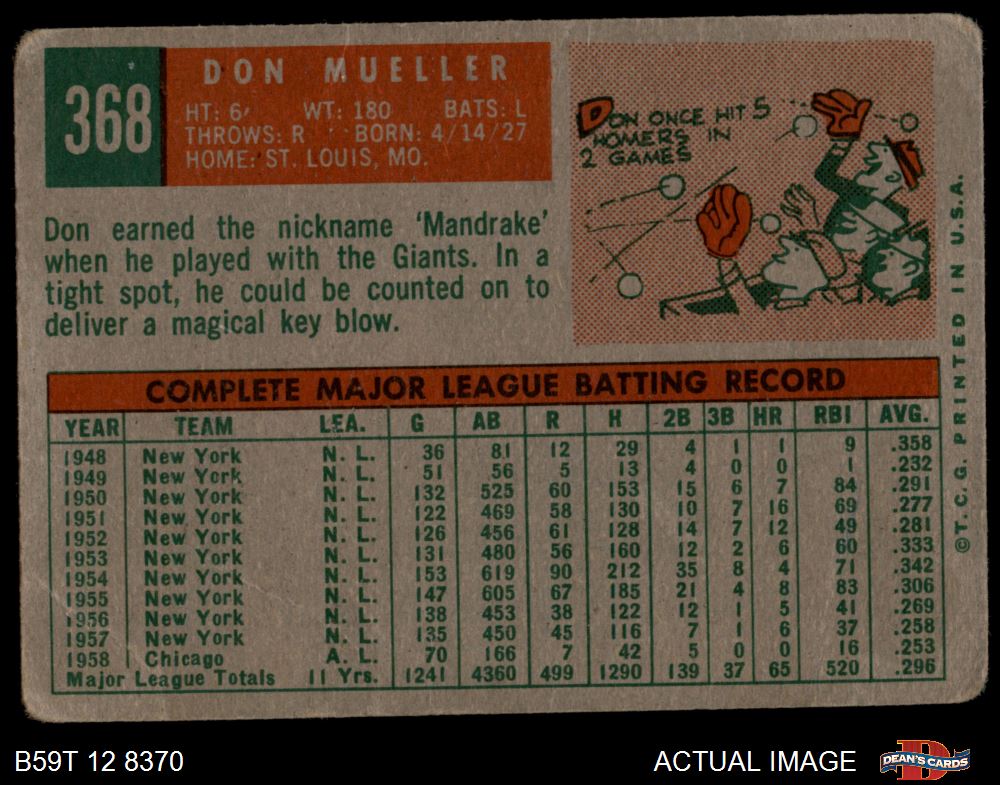 368
DON MUELLER
HT: 6' WT: 180 BATS: L
THROWS: R BORN: 4/14/27
HOME: ST. LOUIS, MO.
DON ONCE HIT 5
HOMERS IN
2 GAMES
Don earned the nickname 'Mandrake'
when he played with the Giants. In a
tight spot, he could be counted on to
deliver a magical key blow.
COMPLETE MAJOR LEAGUE BATTING RECORD
YEAR TEAM LEA. G AB R H 2B 3B HR RBI AVG.
1948 New York N. L. 36 81 12 29 4 1 1 9 .358
1949 New York N. L. 51 56 5 13 4 0 0 1 .232
1950 New York N. L. 132 525 60 153 15 6 7 84 .291
1951 New York N. L. 122 469 58 130 10 7 16 69 .277
1952 New York N. L. 126 456 61 128 14 7 12 49 .281
1953 New York N. L. 131 480 56 160 12 2 6 60 .333
1954 New York N. L. 153 619 90 212 35 8 4 71 .342
1955 New York N. L. 147 605 67 185 21 4 8 83 .306
1956 New York N. L. 138 453 38 122 12 1 5 41 .269
1957 New York N. L. 135 450 45 116 7 1 6 37 .258
1958 Chicago A. L. 70 166 7 42 5 0 0 16 .253
Major League Totals 11 Yrs. 1241 4360 499 1290 139 37 65 520 .296
©T.C.G. PRINTED IN U.S.A.
B59T 12 8370
ACTUAL IMAGE
DEAN'S CARDS